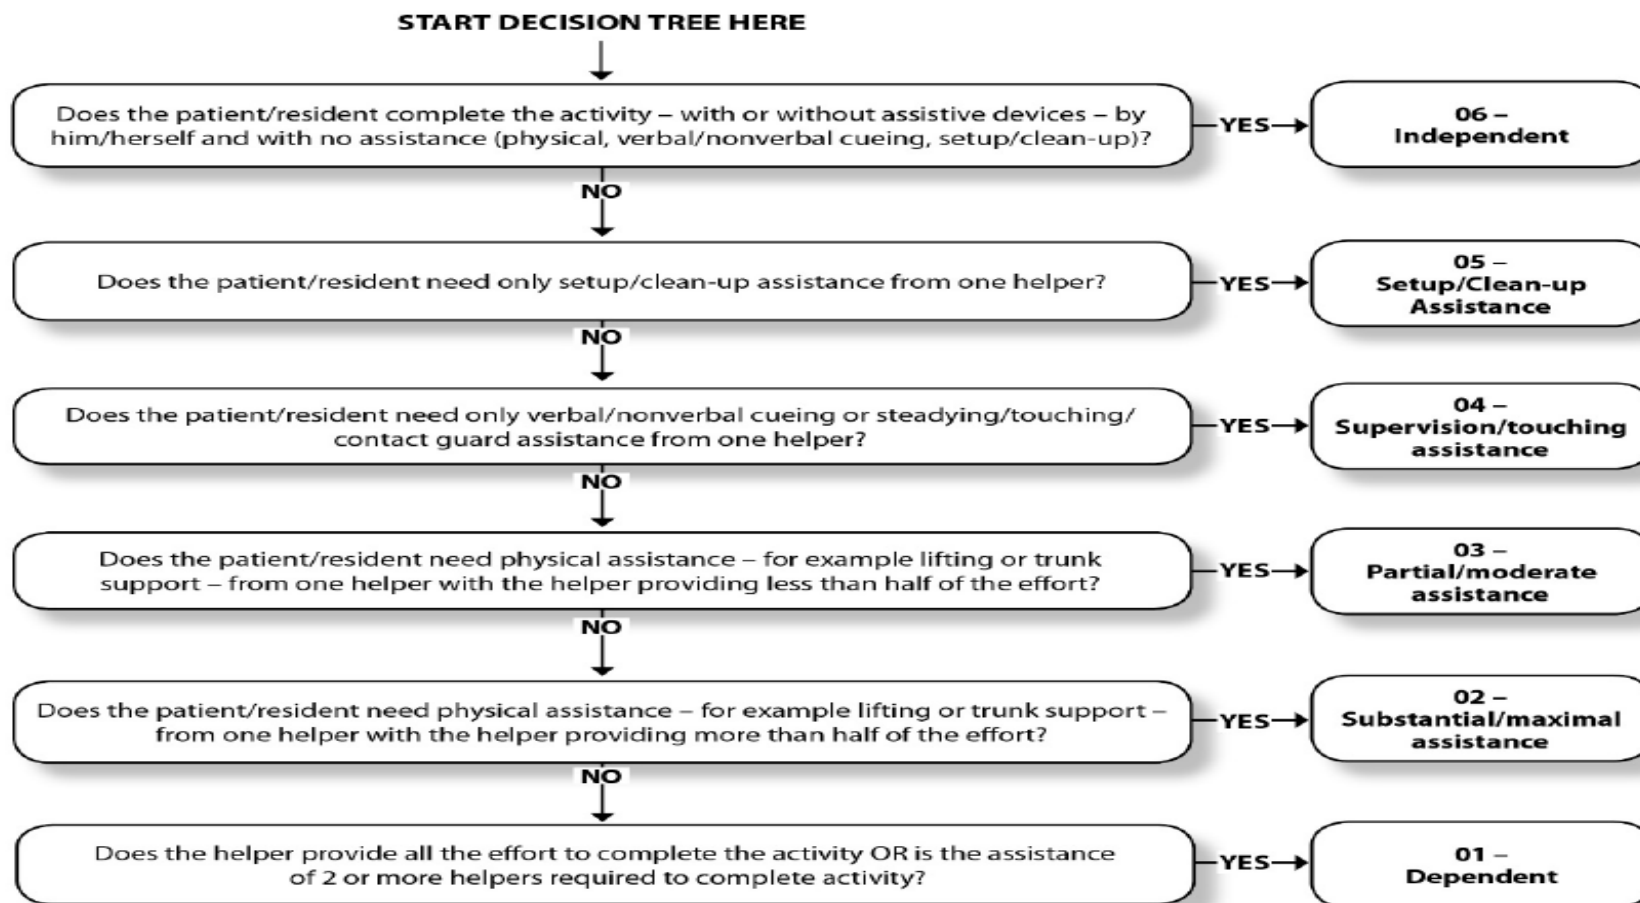 START DECISION TREE HERE
Does the patient/resident complete the activity – with or without assistive devices – by
him/herself and with no assistance (physical, verbal/nonverbal cueing, setup/clean-up)?
YES
06 –
Independent
NO
Does the patient/resident need only setup/clean-up assistance from one helper?
YES
05 –
Setup/Clean-up
Assistance
NO
Does the patient/resident need only verbal/nonverbal cueing or steadying/touching/
contact guard assistance from one helper?
YES
04 –
Supervision/touching
assistance
NO
Does the patient/resident need physical assistance – for example lifting or trunk
support – from one helper with the helper providing less than half of the effort?
YES
03 –
Partial/moderate
assistance
NO
Does the patient/resident need physical assistance – for example lifting or trunk support –
from one helper with the helper providing more than half of the effort?
YES
02 –
Substantial/maximal
assistance
NO
Does the helper provide all the effort to complete the activity OR is the assistance
of 2 or more helpers required to complete activity?
YES
01 –
Dependent